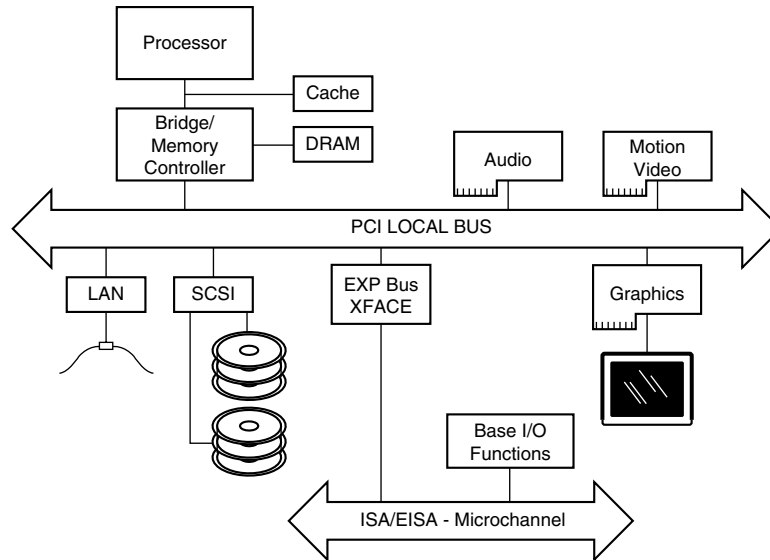 Processor
Cache
Bridge/
Memory
Controller
DRAM
Audio
Motion
Video
PCI LOCAL BUS
LAN
SCSI
EXP Bus
XFACE
Graphics
Base I/O
Functions
ISA/EISA - Microchannel